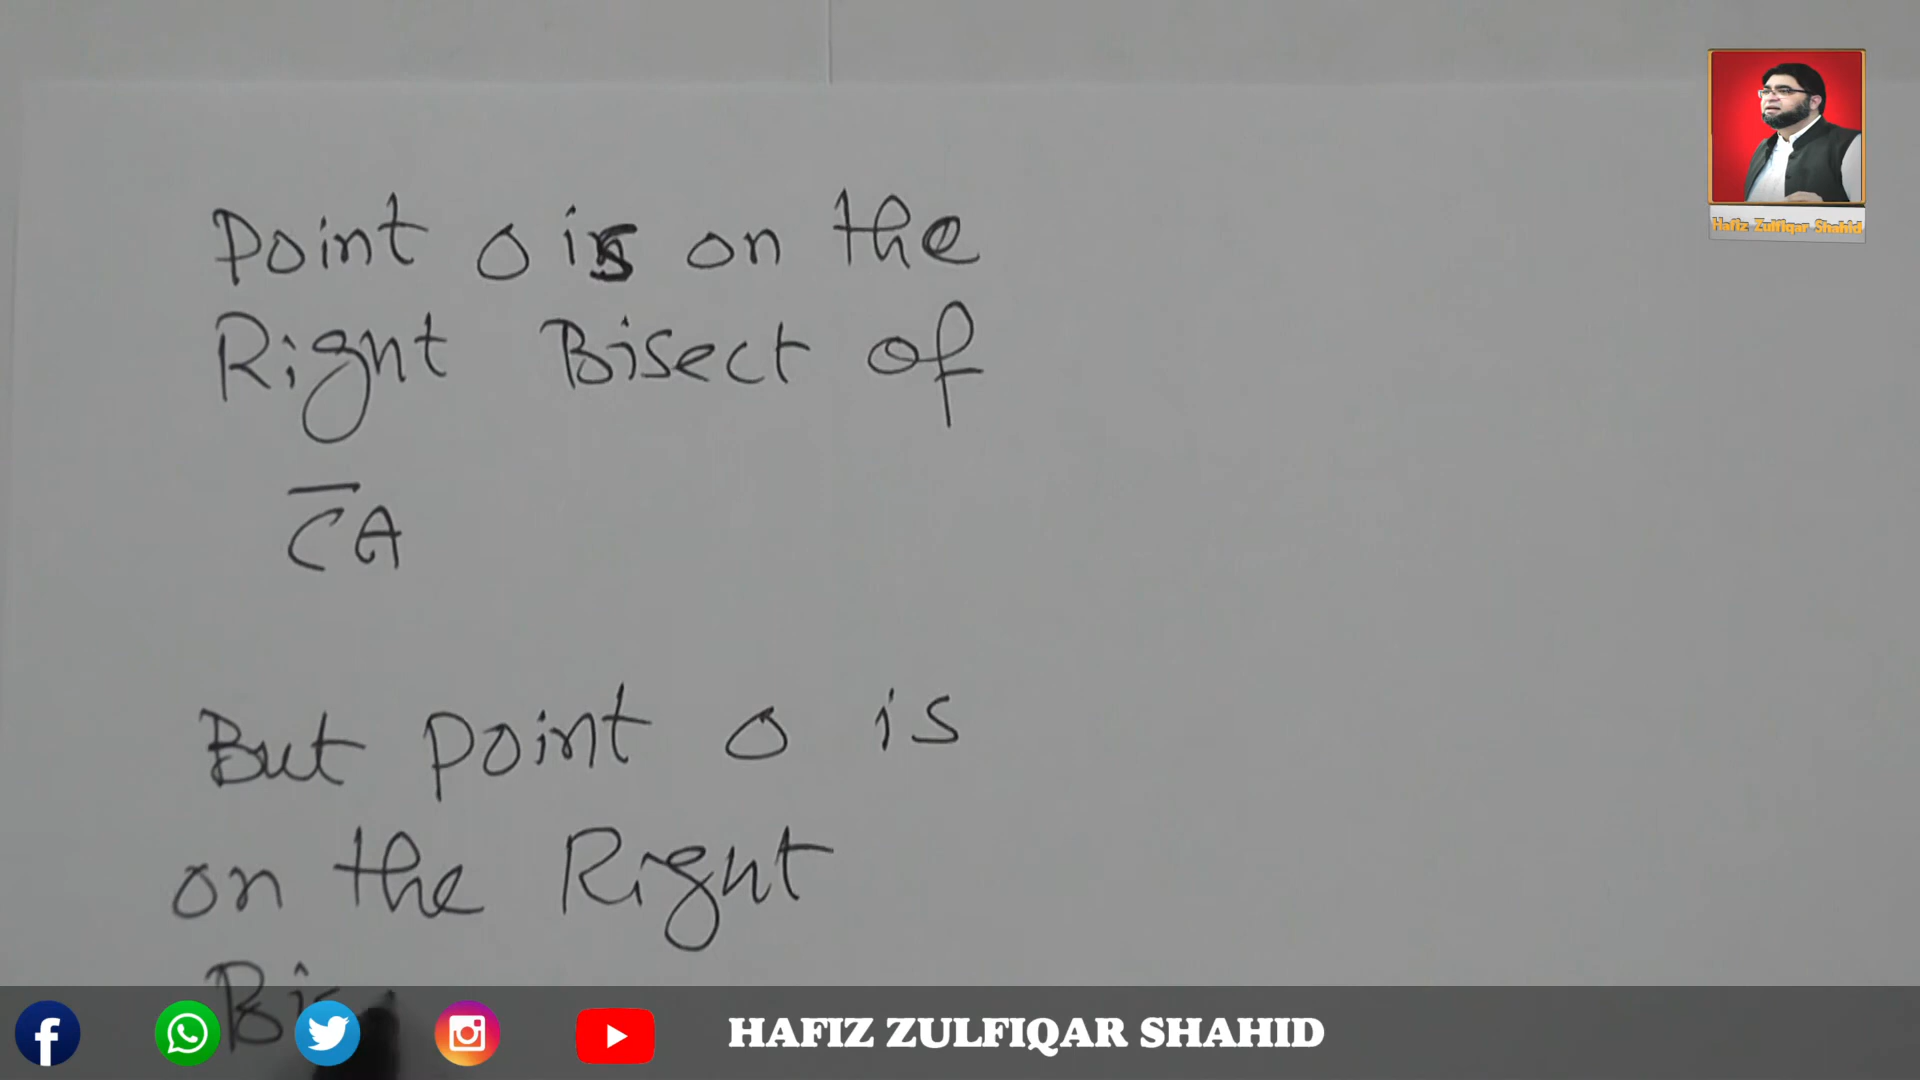 Hafiz Zulfiqar Shahid
Point O is on the
Right Bisect of
CA
But point O is
on the Right
Bis
HAFIZ ZULFIQAR SHAHID